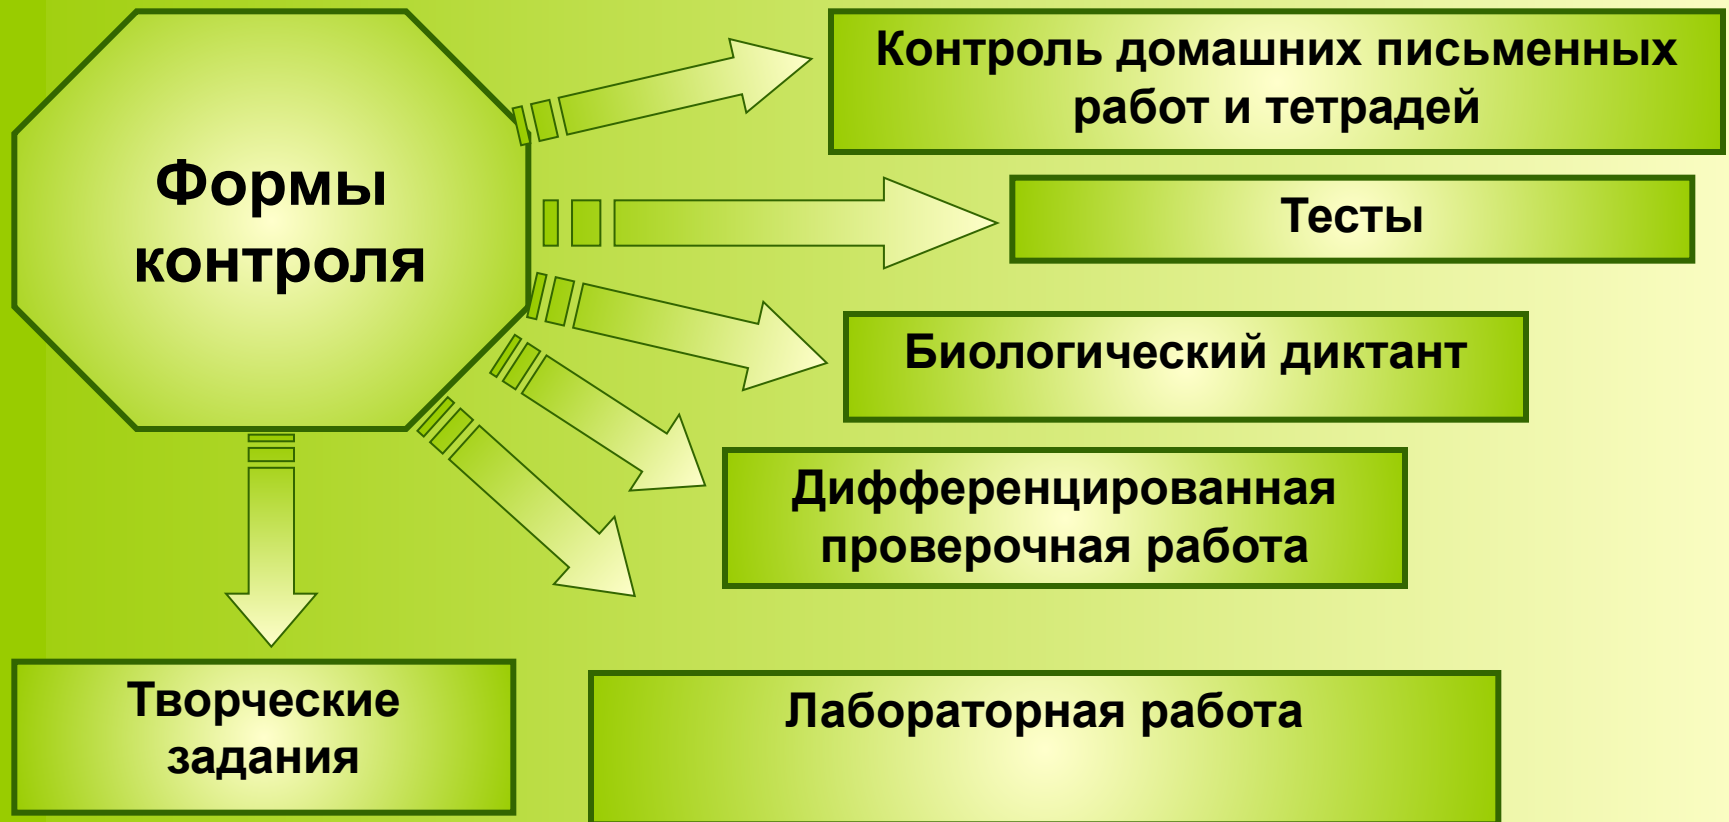 Формы
контроля
Контроль домашних письменных
работ и тетрадей
Тесты
Биологический диктант
Дифференцированная
проверочная работа
Лабораторная работа
Творческие
задания